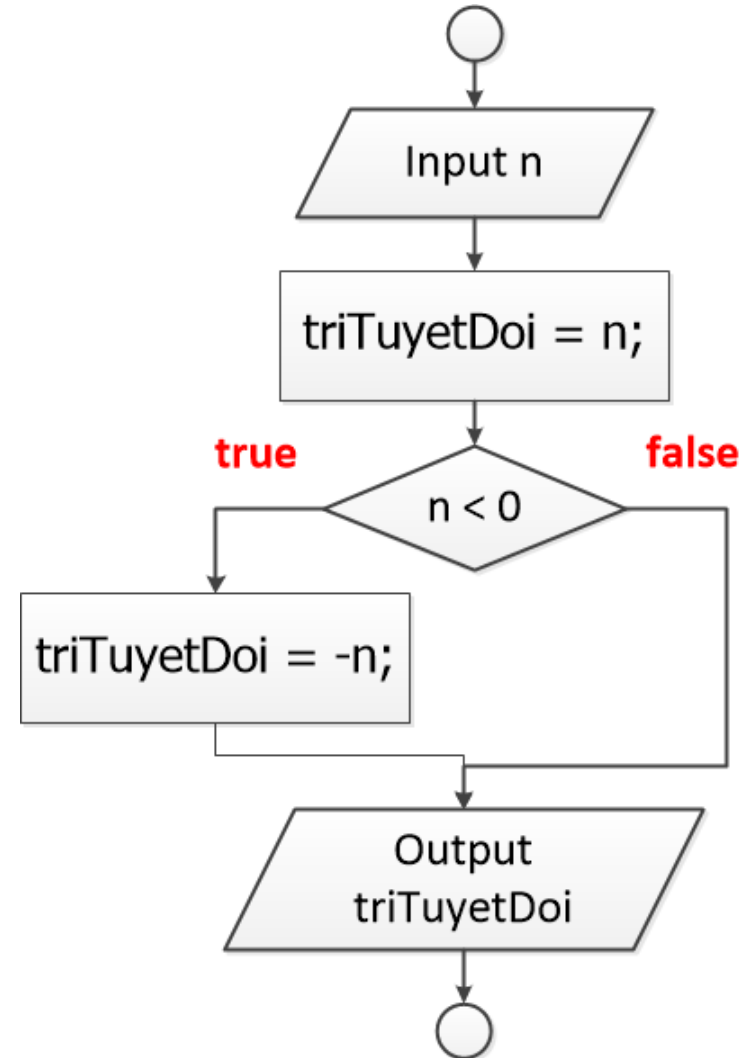 Input n
triTuyetDoi = n;
true
false
n < 0
triTuyetDoi = -n;
Output
triTuyetDoi